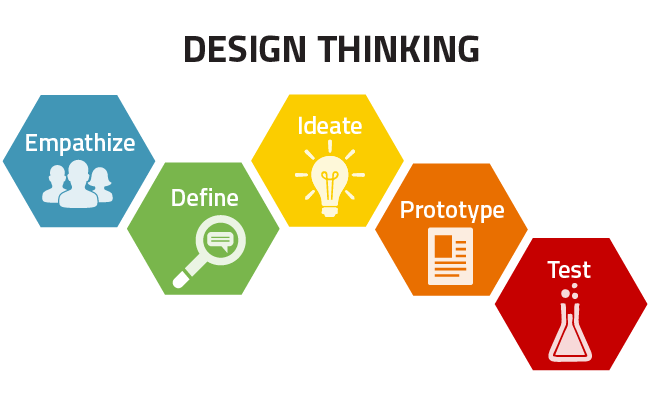 DESIGN THINKING
Empathize
Define
Ideate
Prototype
Test